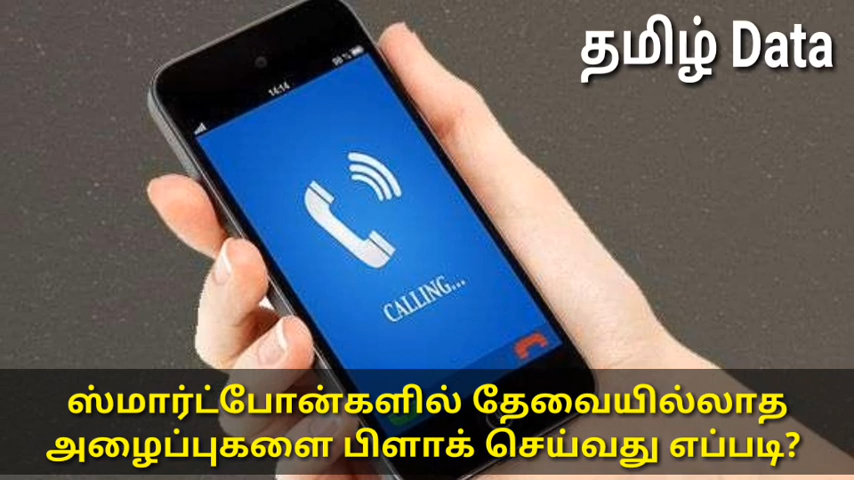 தமிழ் Data
14:14
CALLING...
ஸ்மார்ட்போன்களில் தேவையில்லாத
அழைப்புகளை பிளாக் செய்வது எப்படி?